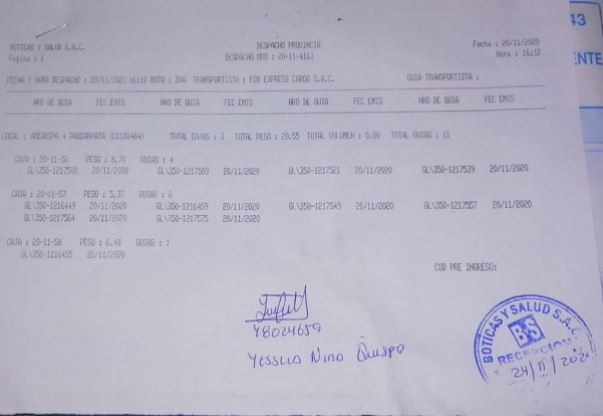 43
ENTE
BOTICAS Y SALUD S.A.C. DESPACHO PROVINCIA Fecha : 20/11/2020
Pagina : 1 DESPACHO NRO : 20-11-4163 Hora : 16:12
FECHA Y HORA DESPACHO : 20/11/2020 16:10 RUTA : 20A TRANSPORTISTA : FOX EXPRESS CARGO S.A.C. GUIA TRANSPORTISTA :
NRO DE GUIA FEC EMIS NRO DE GUIA FEC EMIS NRO DE GUIA FEC EMIS NRO DE GUIA FEC EMIS
LOCAL : AREQUIPA 4 PAUCARPATA (C0100484) TOTAL CAJAS : 3 TOTAL PESO : 20.55 TOTAL VOLUMEN : 0.00 TOTAL GUIAS : 11
CAJA : 20-11-56 PESO : 8.70 GUIAS : 4
GL\350-1217500 20/11/2020 GL\350-1217509 20/11/2020 GL\350-1217521 20/11/2020 GL\350-1217529 20/11/2020
CAJA : 20-11-57 PESO : 5.37 GUIAS : 6
GL\350-1216449 20/11/2020 GL\350-1216459 20/11/2020 GL\350-1217549 20/11/2020 GL\350-1217557 20/11/2020
GL\350-1217564 20/11/2020 GL\350-1217575 20/11/2020
CAJA : 20-11-58 PESO : 6.48 GUIAS : 1
GL\350-1216455 20/11/2020
COD PRE INGRESO:
48024659
Quispe
BOTICAS Y SALUD S.A.C.
BS
RECEPCION
24/11/202